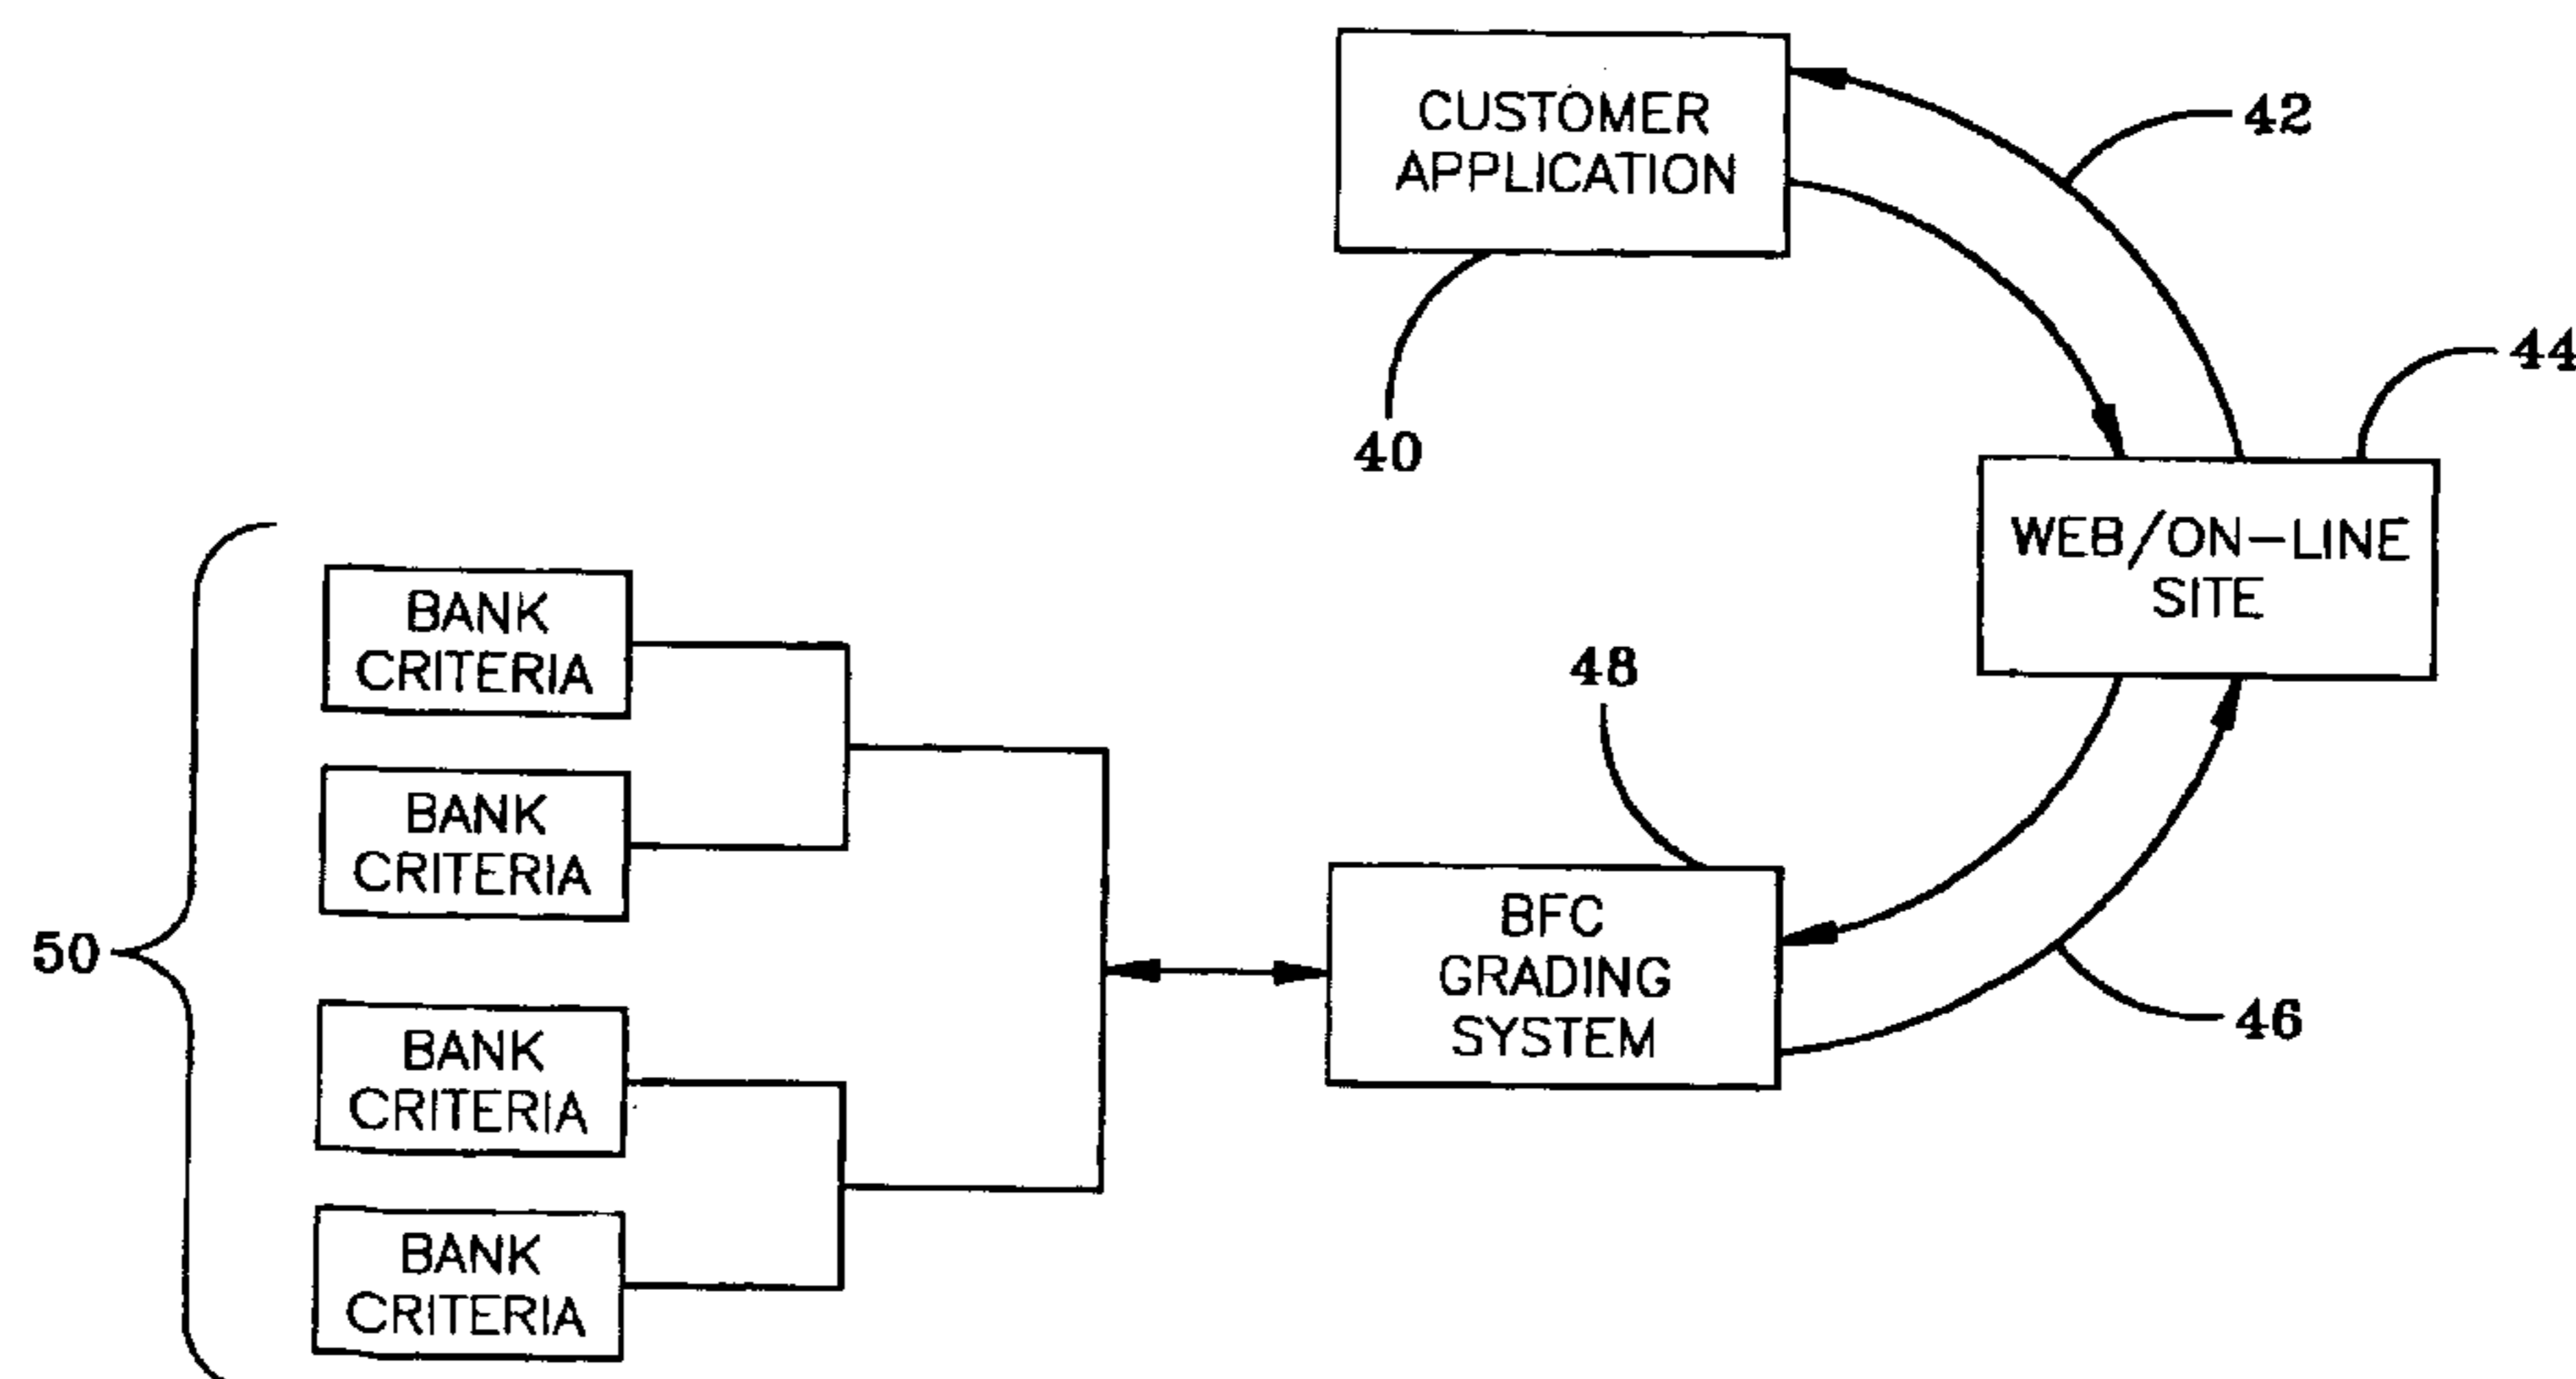 CUSTOMER
APPLICATION
42
40
44
WEB/ON-LINE
SITE
BANK
CRITERIA
48
BANK
CRITERIA
50
BFC
GRADING
SYSTEM
46
BANK
CRITERIA
BANK
CRITERIA